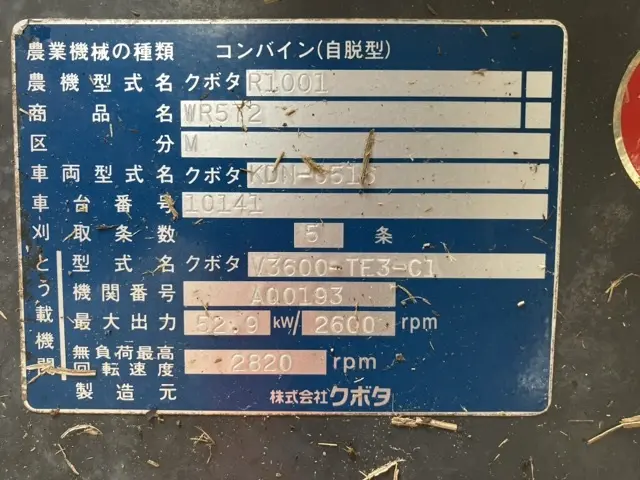 農業機械の種類 コンバイン(自脱型)
農機型式名 クボタ R1001
商品名 WR5T2
区分 M
車両型式名 クボタ
車台番号 10141
刈取条数 5 条
とう載機関
型式名 クボタ V3600-TE3-C1
機関番号 AQ0193
最大出力 52.9 kW/2600 rpm
無負荷最高回転速度 2820 rpm
製造元 株式会社クボタ